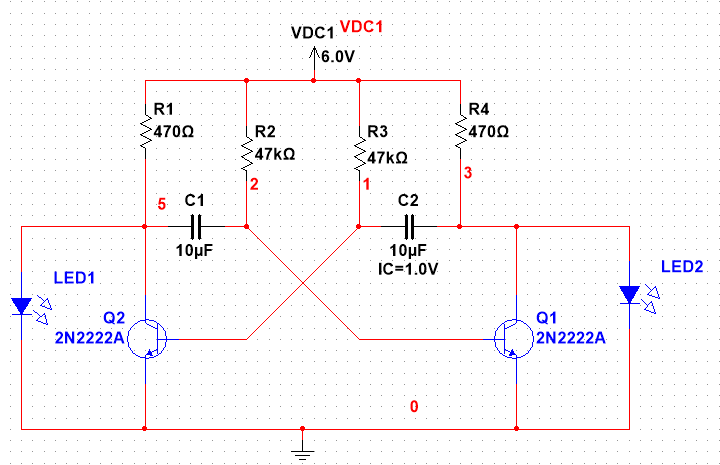 VDC1 VDC1
6.0V
R1
470Ω
R2
47kΩ
R3
47kΩ
R4
470Ω
2
1
3
5
C1
10µF
C2
10µF
IC=1.0V
LED1
LED2
Q2
2N2222A
Q1
2N2222A
0